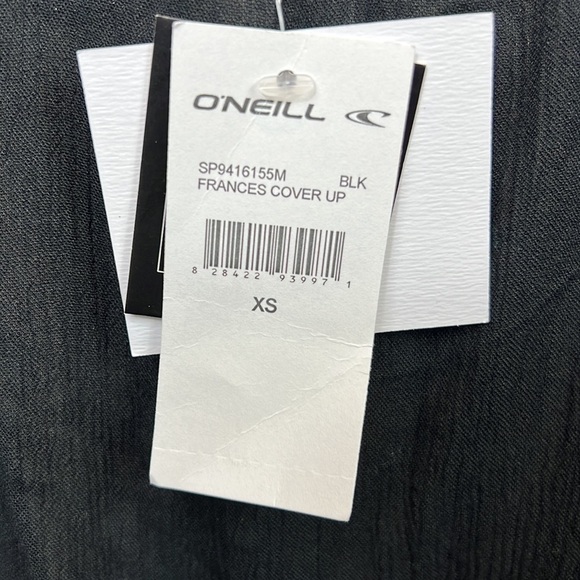 O'NEILL
SP9416155M BLK
FRANCES COVER UP
8 28422 93997 1
XS